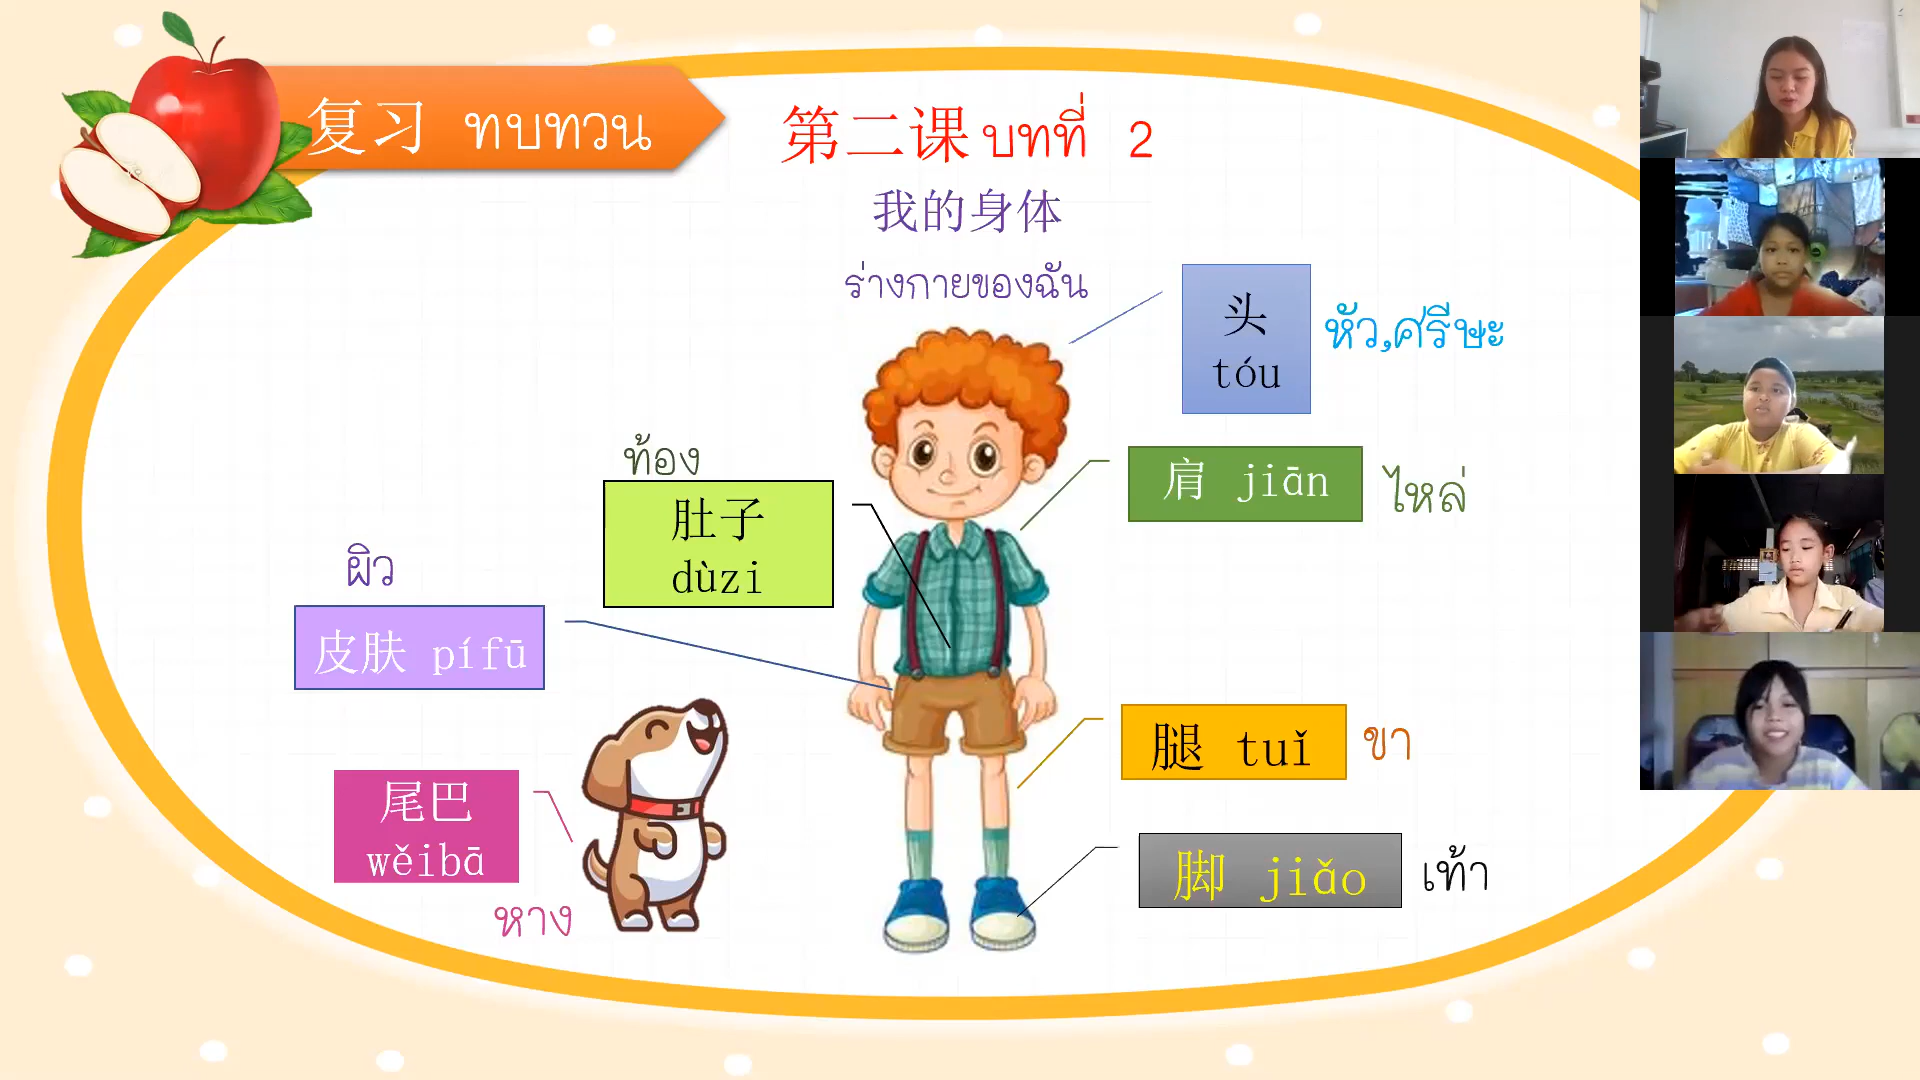 复习 ทบทวน
第二课 บทที่ 2
我的身体
ร่างกายของฉัน
头
tóu
หัว,ศรีษะ
肩 jiān
ไหล่
ท้อง
肚子
dùzi
ผิว
皮肤 pífū
腿 tuǐ
ขา
尾巴
wěibā
หาง
脚 jiǎo
เท้า